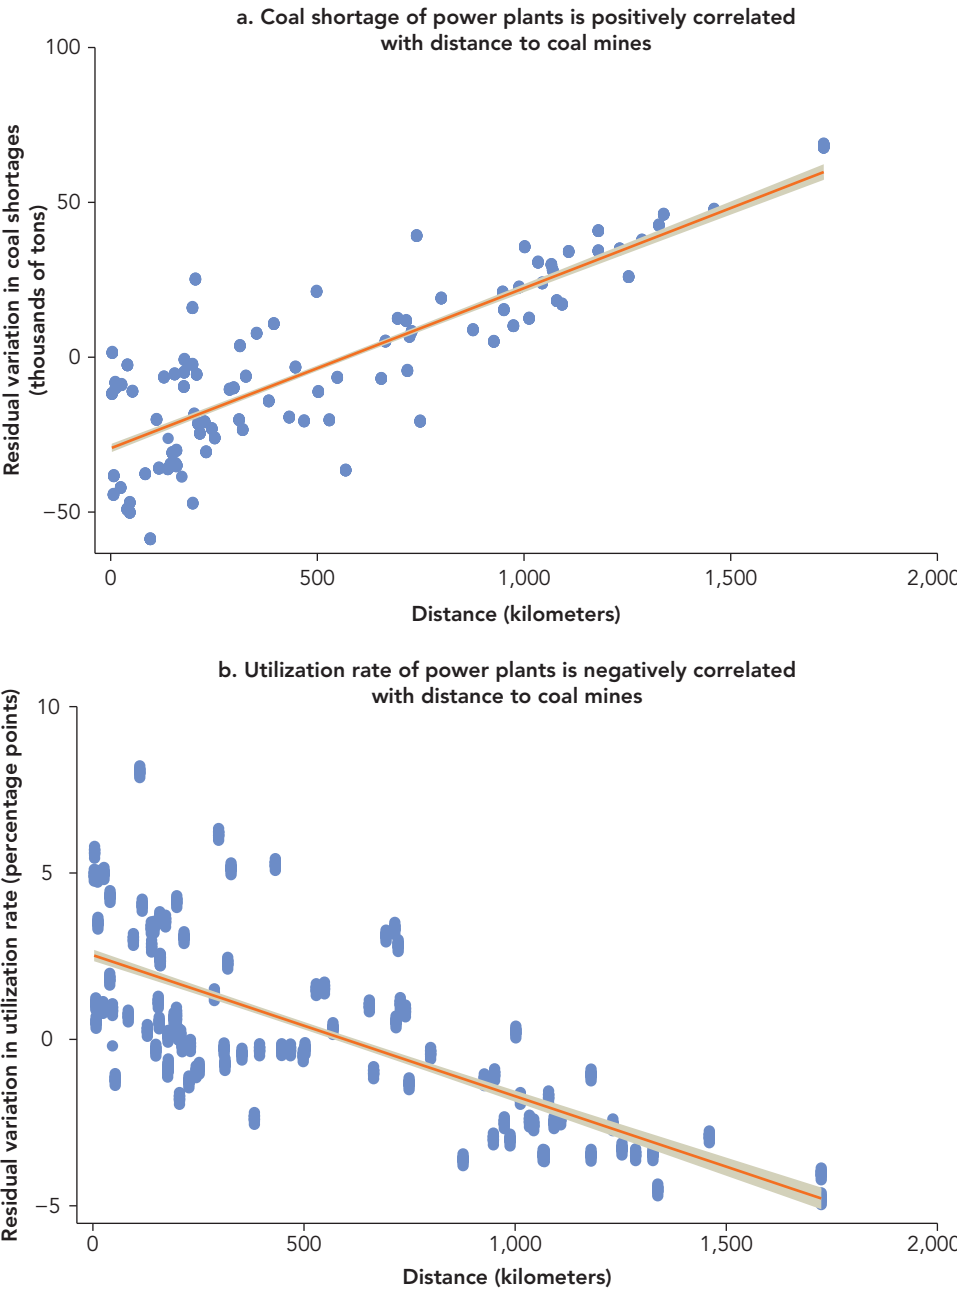 a. Coal shortage of power plants is positively correlated
with distance to coal mines
Residual variation in coal shortages
(thousands of tons)
100
50
0
−50
0 500 1,000 1,500 2,000
Distance (kilometers)
b. Utilization rate of power plants is negatively correlated
with distance to coal mines
Residual variation in utilization rate (percentage points)
10
5
0
−5
0 500 1,000 1,500 2,000
Distance (kilometers)